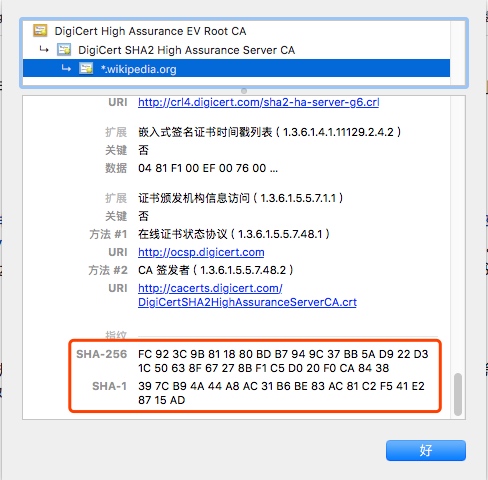 DigiCert High Assurance EV Root CA
DigiCert SHA2 High Assurance Server CA
*.wikipedia.org
URI http://crl4.digicert.com/sha2-ha-server-g6.crl
扩展 嵌入式签名证书时间戳列表 ( 1.3.6.1.4.1.11129.2.4.2 )
关键 否
数据 04 81 F1 00 EF 00 76 00 ...
扩展 证书颁发机构信息访问 ( 1.3.6.1.5.5.7.1.1 )
关键 否
方法 #1 在线证书状态协议 ( 1.3.6.1.5.5.7.48.1 )
URI http://ocsp.digicert.com
方法 #2 CA 签发者 ( 1.3.6.1.5.5.7.48.2 )
URI http://cacerts.digicert.com/
DigiCertSHA2HighAssuranceServerCA.crt
指纹
SHA-256 FC 92 3C 9B 81 18 80 BD B7 94 9C 37 BB 5A D9 22 D3
1C 50 63 8F 67 27 8B F1 C5 D0 20 F0 CA 84 38
SHA-1 39 7C B9 4A 44 A8 AC 31 B6 BE 83 AC 81 C2 F5 41 E2
87 15 AD
好